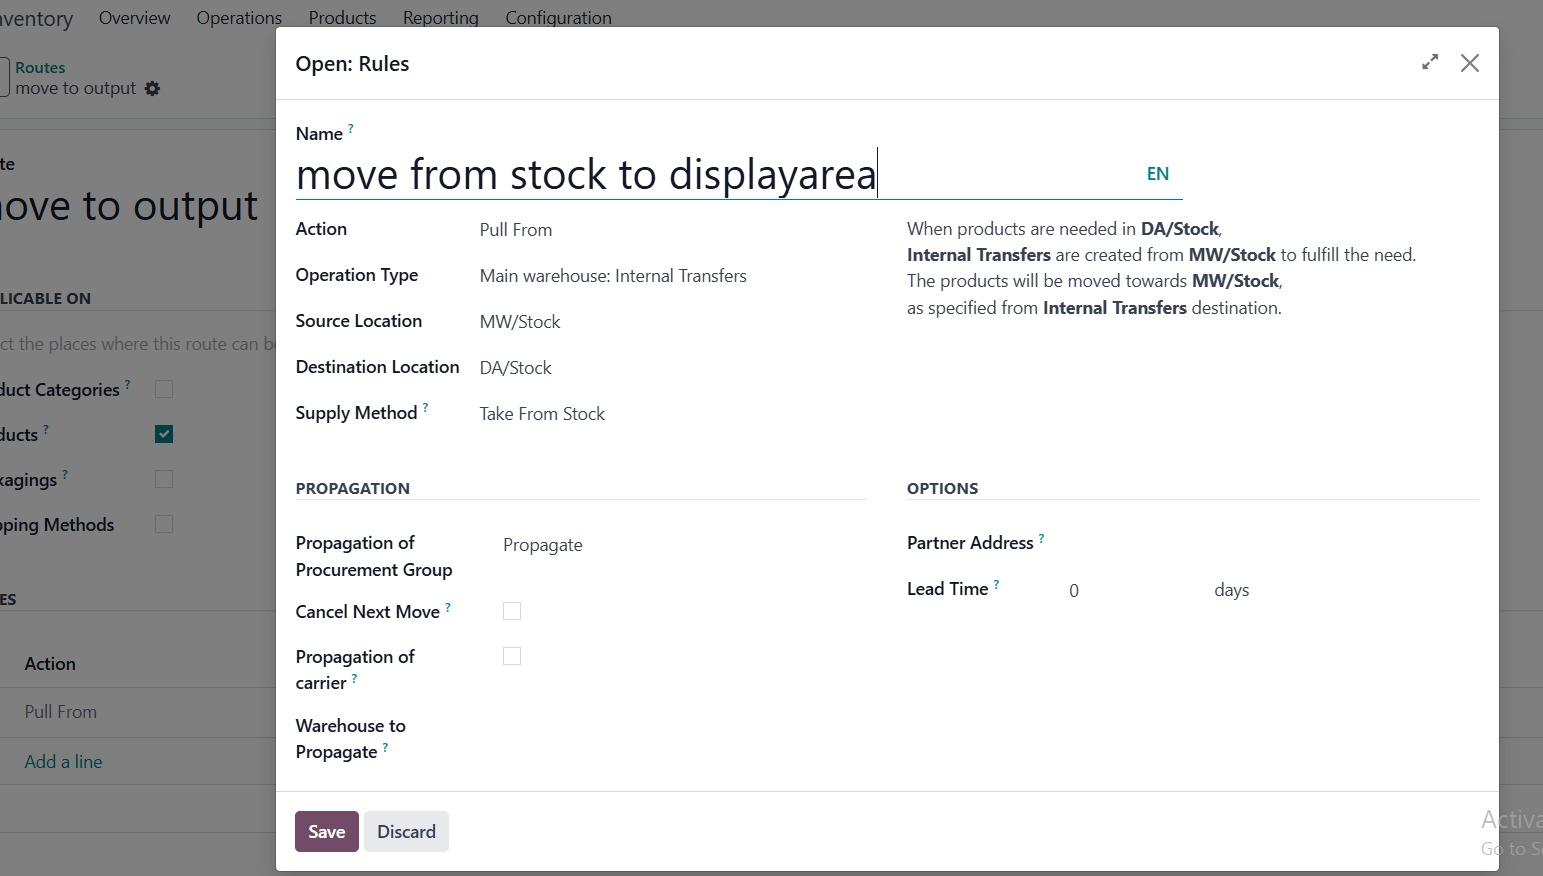 nventory Overview Operations Products Reporting Configuration
Routes
move to output
Open: Rules
te
ove to output
LICABLE ON
ct the places where this route can b
duct Categories ?
ducts ?
kagings ?
pping Methods
ES
Action
Pull From
Add a line
Name ?
move from stock to displayarea EN
Action Pull From
Operation Type Main warehouse: Internal Transfers
Source Location MW/Stock
Destination Location DA/Stock
Supply Method ? Take From Stock
When products are needed in DA/Stock,
Internal Transfers are created from MW/Stock to fulfill the need.
The products will be moved towards MW/Stock,
as specified from Internal Transfers destination.
PROPAGATION
Propagation of
Procurement Group Propagate
Cancel Next Move ?
Propagation of
carrier ?
Warehouse to
Propagate ?
OPTIONS
Partner Address ?
Lead Time ? 0 days
Save Discard
Activa
Go to S